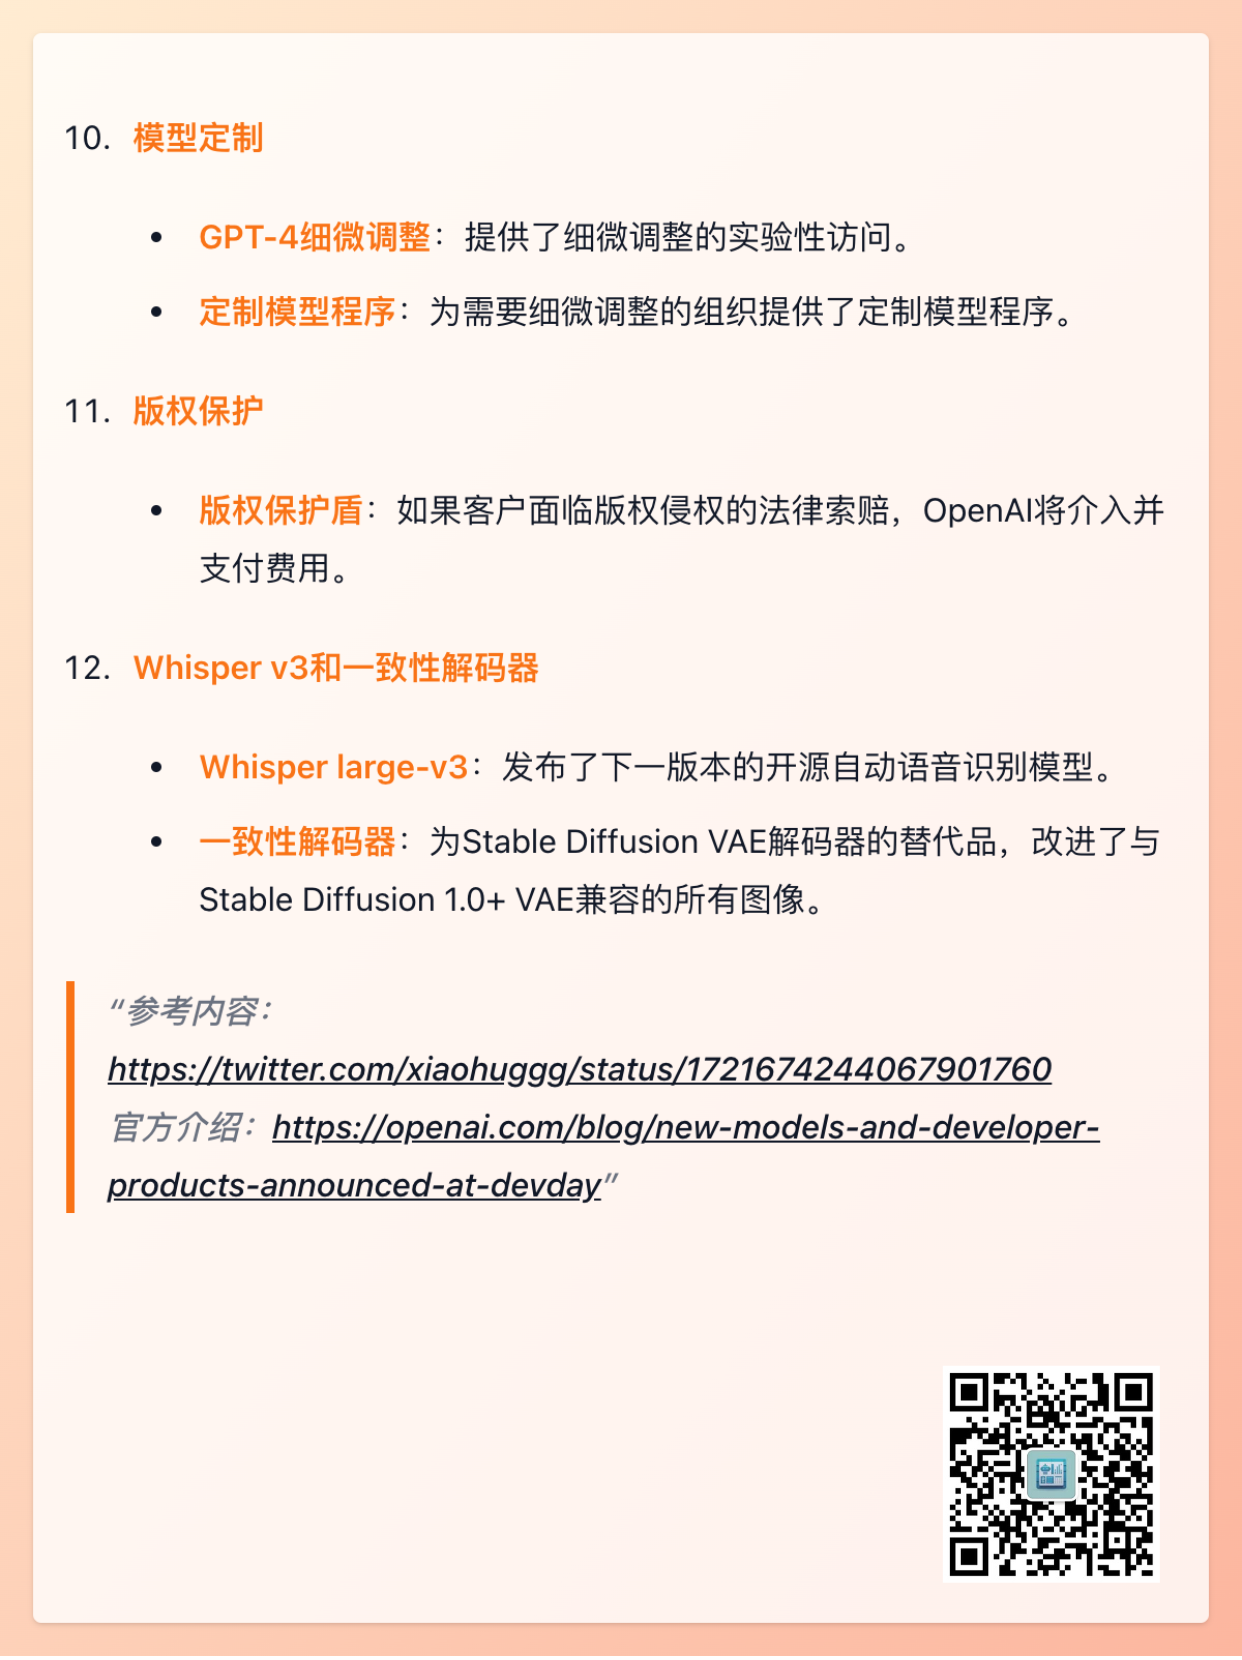 10. 模型定制
• GPT-4细微调整：提供了细微调整的实验性访问。
• 定制模型程序：为需要细微调整的组织提供了定制模型程序。
11. 版权保护
• 版权保护盾：如果客户面临版权侵权的法律索赔，OpenAI将介入并
支付费用。
12. Whisper v3和一致性解码器
• Whisper large-v3：发布了下一版本的开源自动语音识别模型。
• 一致性解码器：为Stable Diffusion VAE解码器的替代品，改进了与
Stable Diffusion 1.0+ VAE兼容的所有图像。
“参考内容：
https://twitter.com/xiaohuggg/status/1721674244067901760
官方介绍：https://openai.com/blog/new-models-and-developer-
products-announced-at-devday”